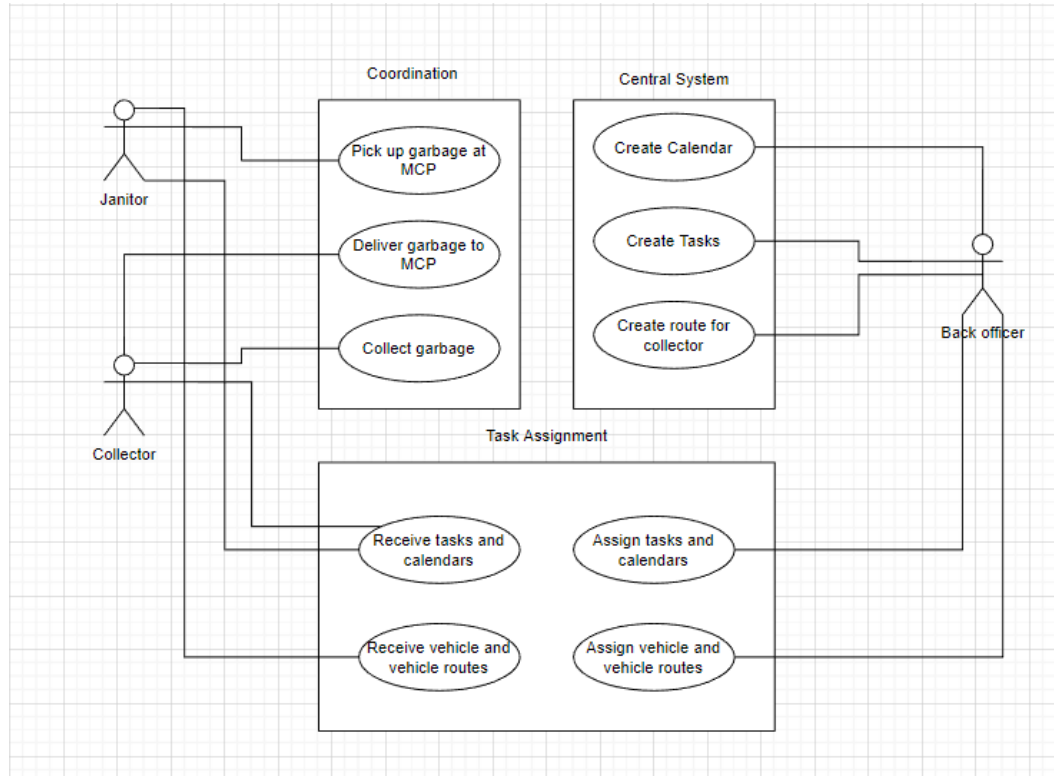 Coordination
Central System
Janitor
Pick up garbage at
MCP
Deliver garbage to
MCP
Collect garbage
Create Calendar
Create Tasks
Create route for
collector
Back officer
Collector
Task Assignment
Receive tasks and
calendars
Assign tasks and
calendars
Receive vehicle and
vehicle routes
Assign vehicle and
vehicle routes